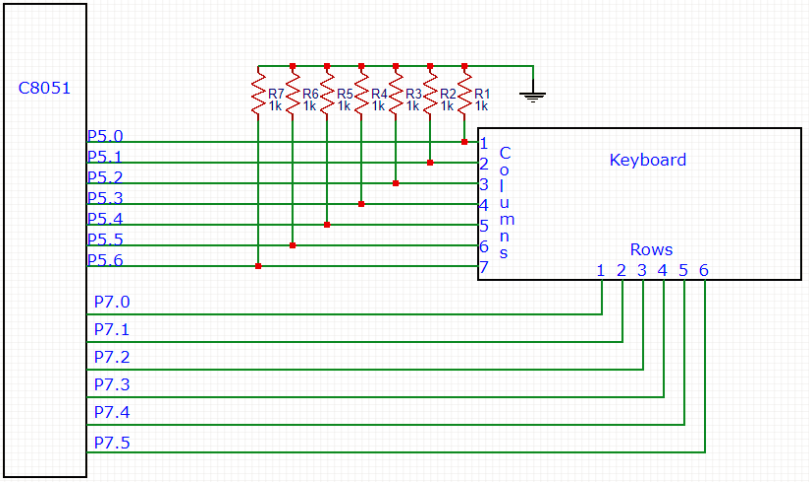 C8051
R7 R6 R5 R4 R3 R2 R1
1k 1k 1k 1k 1k 1k 1k
P5.0
P5.1
P5.2
P5.3
P5.4
P5.5
P5.6
1
2
3
4
5
6
7
Columns
Keyboard
Rows
1 2 3 4 5 6
P7.0
P7.1
P7.2
P7.3
P7.4
P7.5